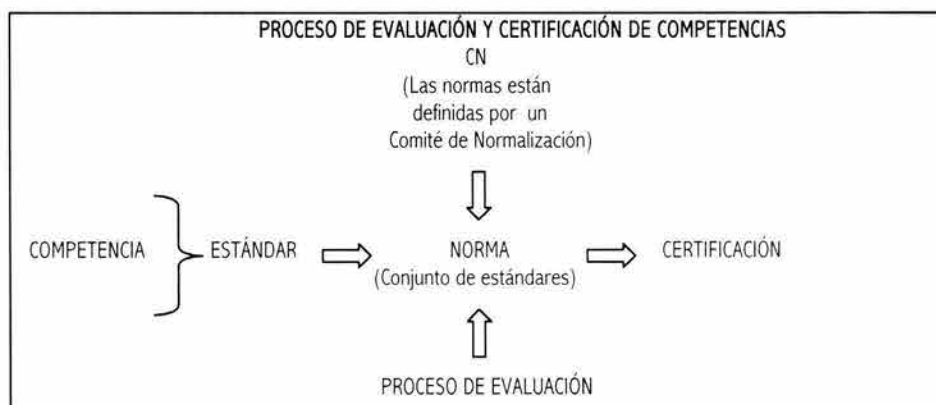 PROCESO DE EVALUACIÓN Y CERTIFICACIÓN DE COMPETENCIAS
CN
(Las normas están
definidas por un
Comité de Normalización)
COMPETENCIA
ESTÁNDAR
NORMA
(Conjunto de estándares)
CERTIFICACIÓN
PROCESO DE EVALUACIÓN